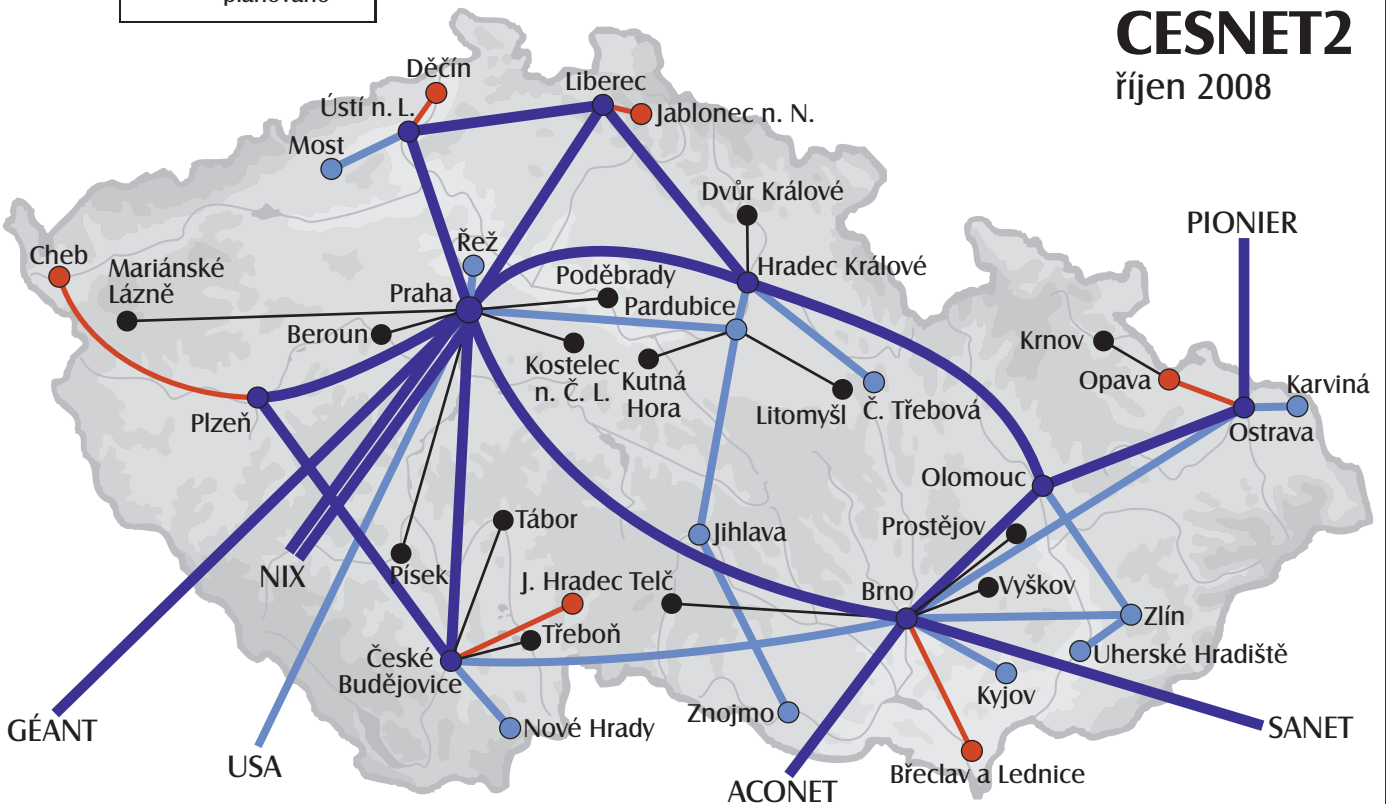 plánováno
CESNET2
říjen 2008
Děčín
Liberec
Ústí n. L.
Jablonec n. N.
Most
Dvůr Králové
PIONIER
Řež
Cheb
Mariánské
Lázně
Hradec Králové
Poděbrady
Praha
Pardubice
Beroun
Krnov
Kostelec
n. Č. L.
Kutná
Hora
Opava
Karviná
Litomyšl
Č. Třebová
Plzeň
Ostrava
Olomouc
Tábor
Prostějov
Jihlava
NIX
Písek
J. Hradec
Telč
Brno
Vyškov
Zlín
Třeboň
České
Budějovice
Uherské Hradiště
Kyjov
GÉANT
Nové Hrady
Znojmo
SANET
USA
Břeclav a Lednice
ACONET